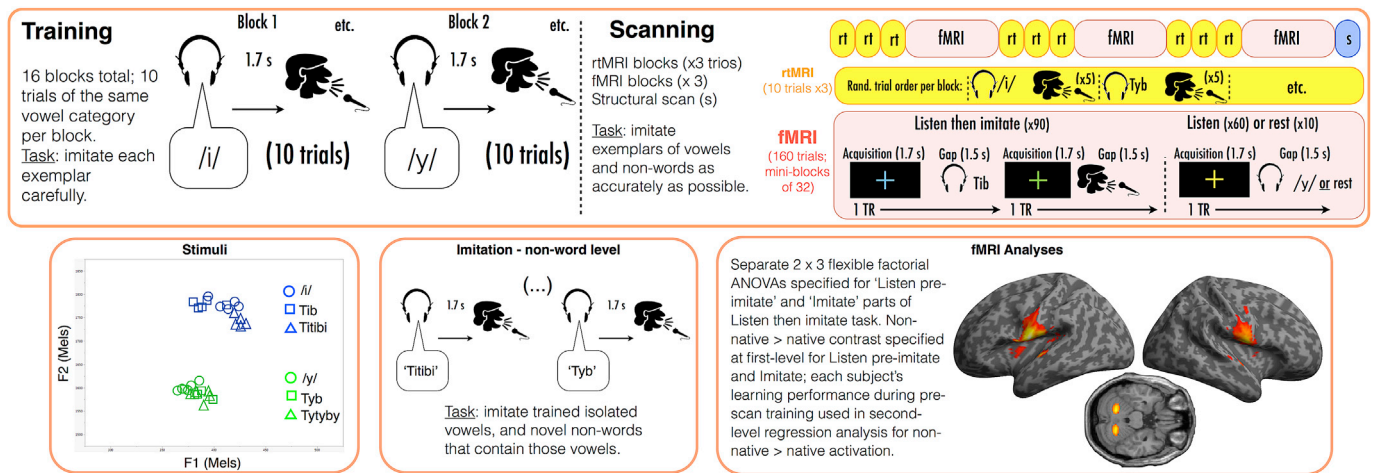 Training
16 blocks total; 10
trials of the same
vowel category
per block.
Task: imitate each
exemplar
carefully.
Block 1
etc.
1.7 s
/i/
(10 trials)
Block 2
etc.
1.7 s
/y/
(10 trials)
Scanning
rtMRI blocks (x3 trios)
fMRI blocks (x 3)
Structural scan (s)
Task: imitate
exemplars of vowels
and non-words as
accurately as possible.
rt rt rt fMRI rt rt rt fMRI rt rt rt fMRI s
rtMRI
(10 trials x3)
Rand. trial order per block: /i/ (x5) Tyb (x5) etc.
fMRI
(160 trials;
mini-blocks
of 32)
Listen then imitate (x90)
Acquisition (1.7 s) Gap (1.5 s) Acquisition (1.7 s) Gap (1.5 s)
Tib
1 TR 1 TR
Listen (x60) or rest (x10)
Acquisition (1.7 s) Gap (1.5 s)
/y/ or rest
1 TR
Stimuli
F2 (Mels)
/i/
Tib
Titibi
/y/
Tyb
Tytyby
F1 (Mels)
Imitation - non-word level
1.7 s
(...)
1.7 s
‘Titibi’
‘Tyb’
Task: imitate trained isolated
vowels, and novel non-words
that contain those vowels.
fMRI Analyses
Separate 2 x 3 flexible factorial
ANOVAs specified for ‘Listen pre-
imitate’ and ‘Imitate’ parts of
Listen then imitate task. Non-
native > native contrast specified
at first-level for Listen pre-imitate
and Imitate; each subject’s
learning performance during pre-
scan training used in second-
level regression analysis for non-
native > native activation.